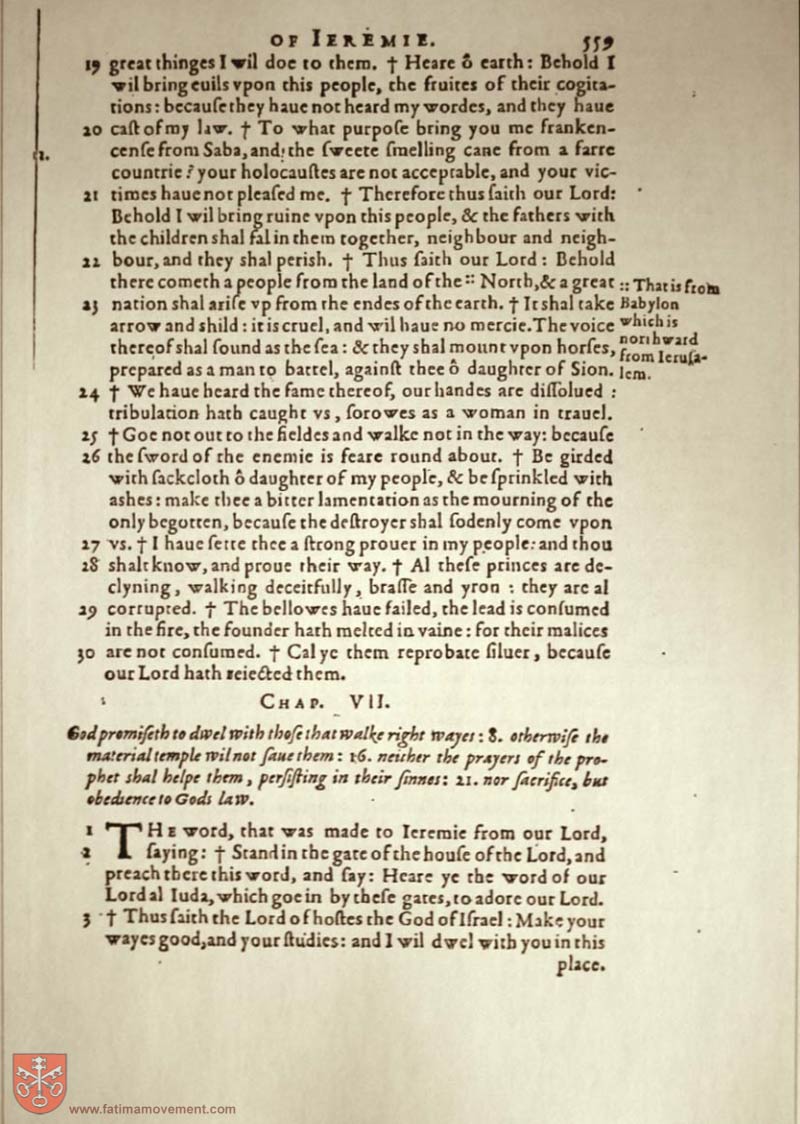 OF IEREMIE. 559
19 great thinges I wil doe to them. † Heare ô earth: Behold I
wil bring euils vpon this people, the fruites of their cogita-
tions: becauſe they haue not heard my wordes, and they haue
20 caſt of my law. † To what purpoſe bring you me franken-
cenſe from Saba, and the ſweete ſmelling cane from a farre
countrie? your holocauſtes are not acceptable, and your vic-
21 times haue not pleaſed me. † Therefore thus ſaith our Lord:
Behold I wil bring ruine vpon this people, & the fathers with
the children shal fal in them together, neighbour and neigh-
22 bour, and they shal perish. † Thus ſaith our Lord: Behold
there cometh a people from the land of the :: North, & a great
23 nation shal ariſe vp from the endes of the earth. † It shal take
arrow and shild: it is cruel, and wil haue no mercie. The voice
thereof shal ſound as the ſea: & they shal mount vpon horſes,
prepared as a man to battel, againſt thee ô daughter of Sion.
:: That is from
Babylon
which is
northward
from Ieruſa-
lem.
24 † We haue heard the fame thereof, our handes are diſſolued :
tribulation hath caught vs, ſorowes as a woman in trauel.
25 † Goe not out to the fieldes and walke not in the way: becauſe
26 the ſword of the enemie is feare round about. † Be girded
with ſackcloth ô daughter of my people, & be ſprinkled with
ashes: make thee a bitter lamentation as the mourning of the
only begotten, becauſe the deſtroyer shal ſodenly come vpon
27 vs. † I haue ſette thee a ſtrong prouer in my people: and thou
28 shalt know, and proue their way. † Al theſe princes are de-
clyning, walking deceitfully, braſſe and yron : they are al
29 corrupted. † The bellowes haue failed, the lead is conſumed
in the fire, the founder hath melted in vaine: for their malices
30 are not conſumed. † Cal ye them reprobate ſiluer, becauſe
our Lord hath reiected them.
CHAP. VII.
God promiſeth to dwel with thoſe that walke right wayes: 8. otherwiſe the
material temple wil not ſaue them: 16. neither the prayers of the pro-
phet shal helpe them, perſiſting in their ſinnes: 21. nor ſacrifice, but
obedience to Gods law.
1 THE word, that was made to Ieremie from our Lord,
2 ſaying: † Stand in the gate of the houſe of the Lord, and
preach there this word, and ſay: Heare ye the word of our
Lord al Iuda, which goe in by theſe gates, to adore our Lord.
3 † Thus ſaith the Lord of hoſtes the God of Iſrael: Make your
wayes good, and your ſtudies: and I wil dwel with you in this
place.
www.fatimamovement.com